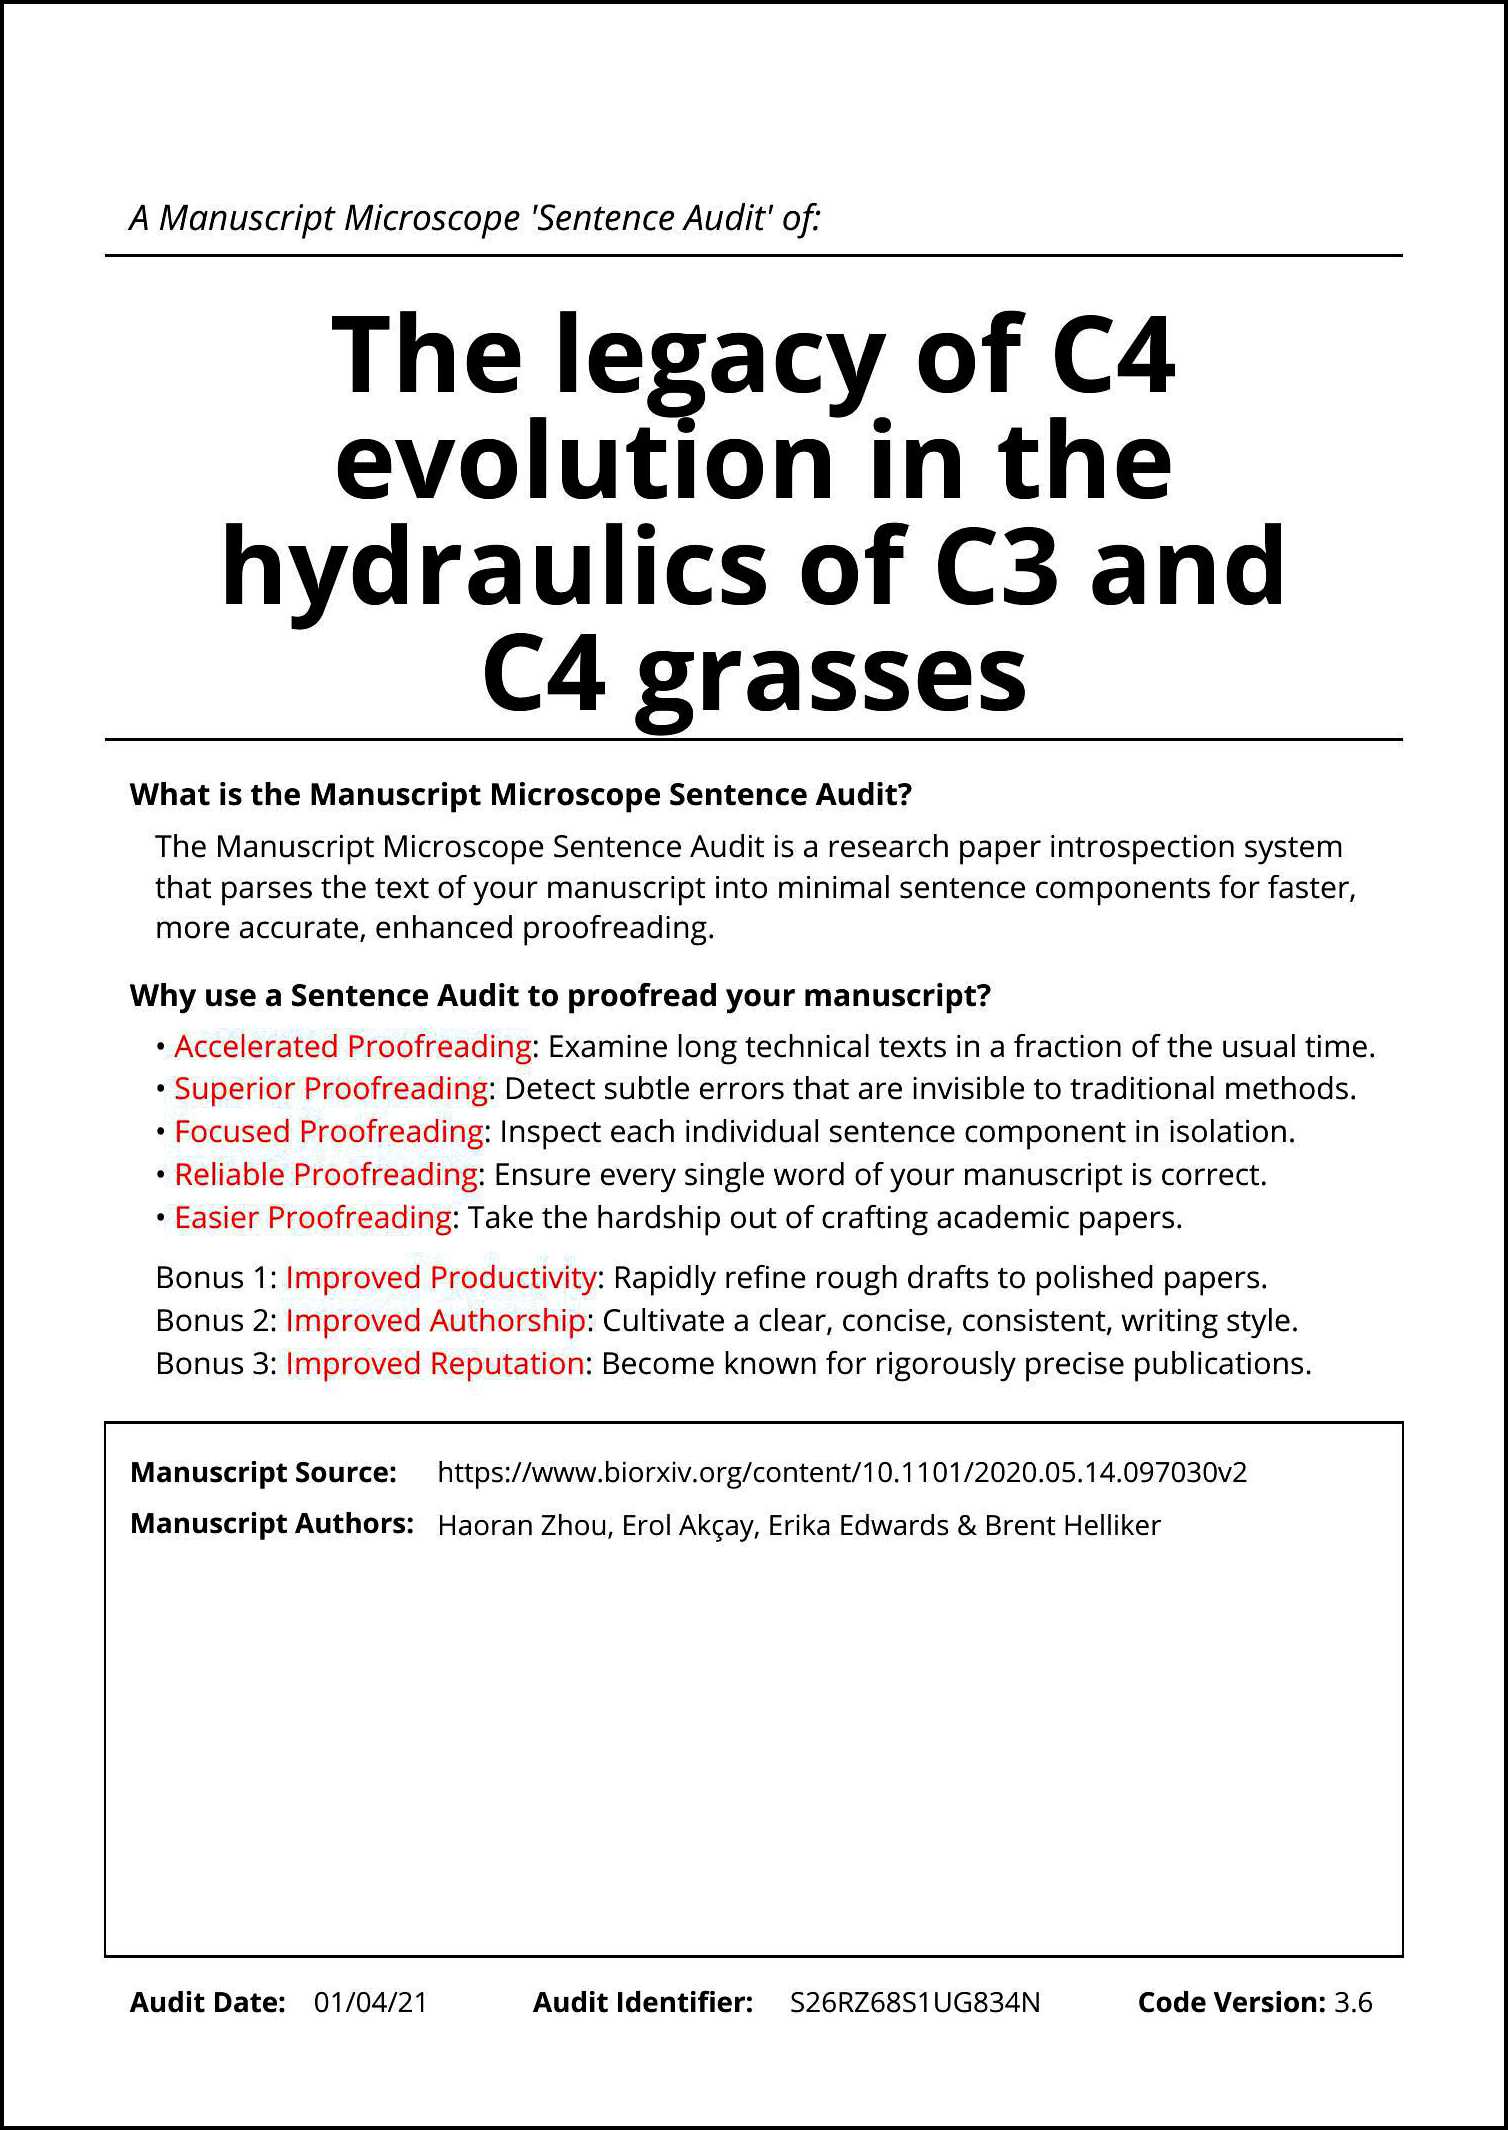 A Manuscript Microscope 'Sentence Audit' of:
The legacy of C4
evolution in the
hydraulics of C3 and
C4 grasses
What is the Manuscript Microscope Sentence Audit?
The Manuscript Microscope Sentence Audit is a research paper introspection system
that parses the text of your manuscript into minimal sentence components for faster,
more accurate, enhanced proofreading.
Why use a Sentence Audit to proofread your manuscript?
• Accelerated Proofreading: Examine long technical texts in a fraction of the usual time.
• Superior Proofreading: Detect subtle errors that are invisible to traditional methods.
• Focused Proofreading: Inspect each individual sentence component in isolation.
• Reliable Proofreading: Ensure every single word of your manuscript is correct.
• Easier Proofreading: Take the hardship out of crafting academic papers.
Bonus 1: Improved Productivity: Rapidly refine rough drafts to polished papers.
Bonus 2: Improved Authorship: Cultivate a clear, concise, consistent, writing style.
Bonus 3: Improved Reputation: Become known for rigorously precise publications.
Manuscript Source: https://www.biorxiv.org/content/10.1101/2020.05.14.097030v2
Manuscript Authors: Haoran Zhou, Erol Akçay, Erika Edwards & Brent Helliker
Audit Date: 01/04/21 Audit Identifier: S26RZ68S1UG834N Code Version: 3.6